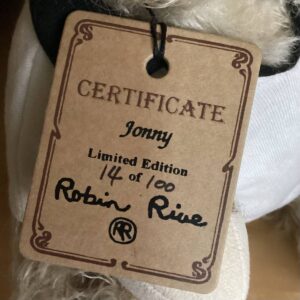 CERTIFICATE
Jonny
Limited Edition
14 of 100
Robin Rive
RR